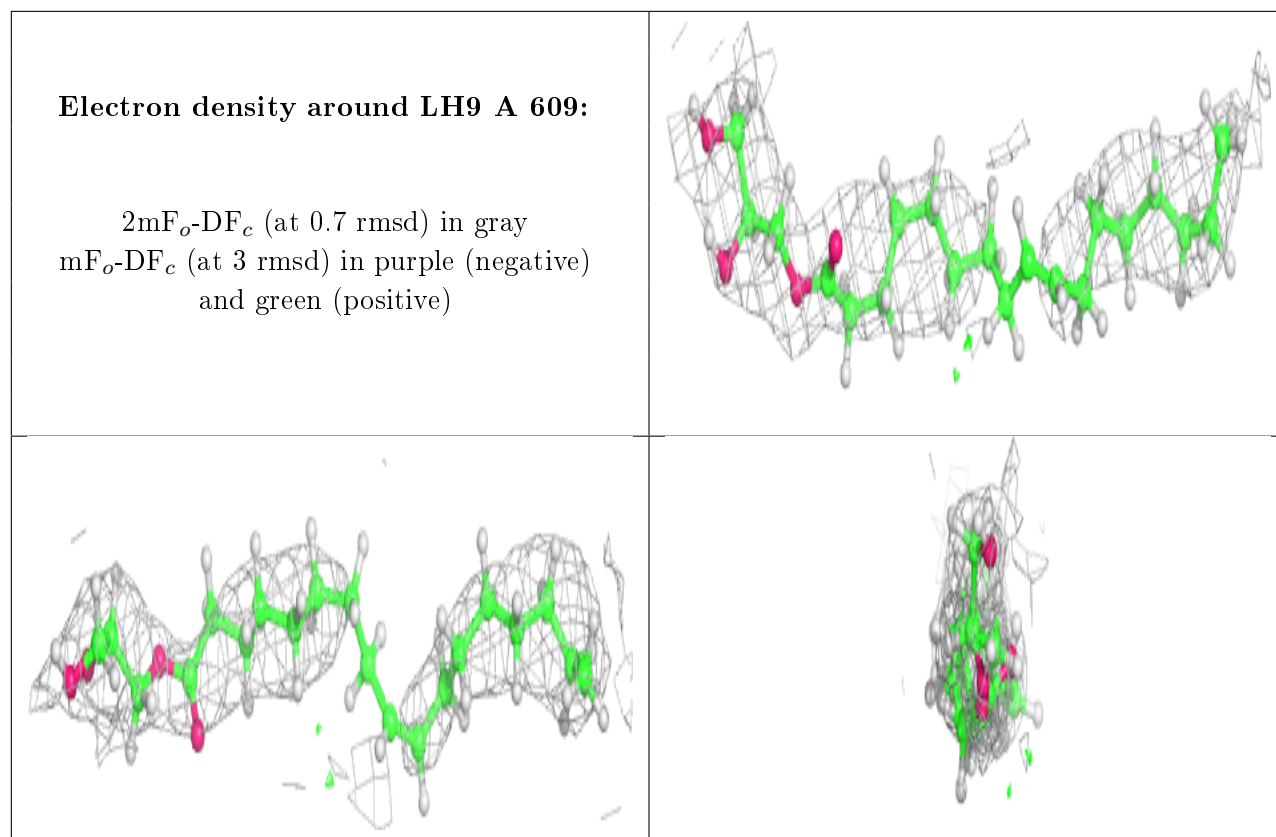 Electron density around LH9 A 609:
2mFₒ-DF𝒸 (at 0.7 rmsd) in gray
mFₒ-DF𝒸 (at 3 rmsd) in purple (negative)
and green (positive)